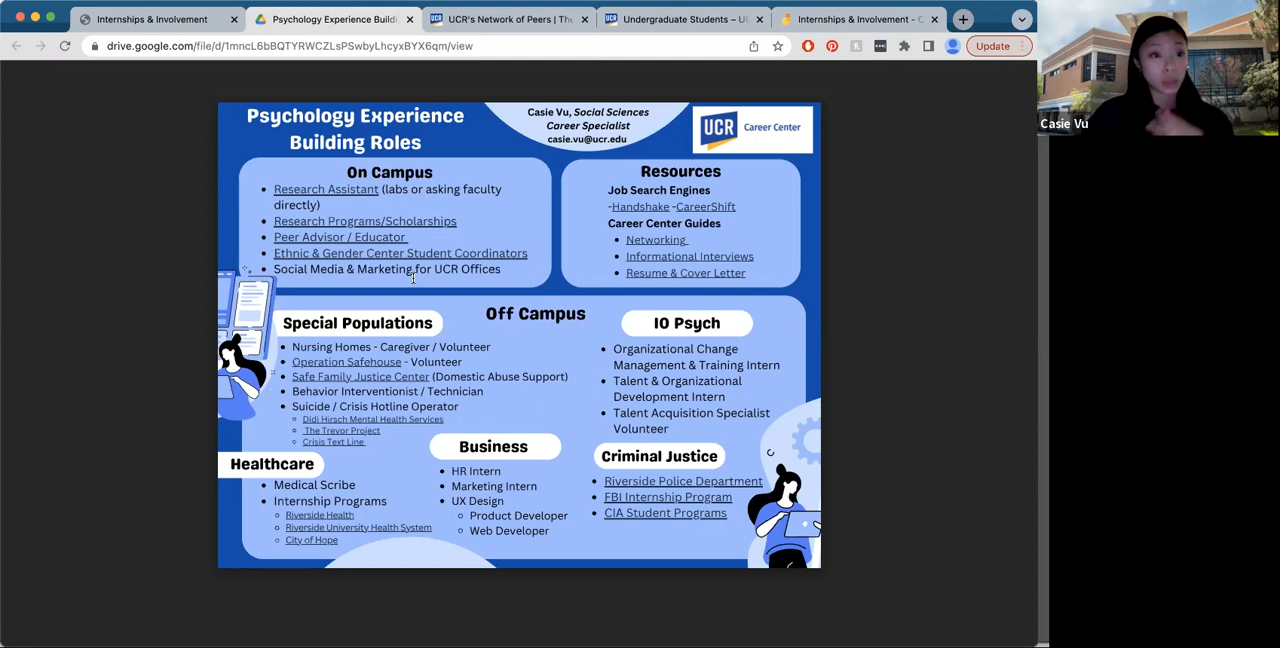 Internships & Involvement
Psychology Experience Buildi
UCR's Network of Peers | The
Undergraduate Students – UC
Internships & Involvement - C
drive.google.com/file/d/1mncL6bBQTYRWCZLsPSwbyLhcyxBYX6qm/view
Update
Psychology Experience
Building Roles
Casie Vu, Social Sciences
Career Specialist
casie.vu@ucr.edu
UCR Career Center
On Campus
• Research Assistant (labs or asking faculty
directly)
• Research Programs/Scholarships
• Peer Advisor / Educator
• Ethnic & Gender Center Student Coordinators
• Social Media & Marketing for UCR Offices
Resources
Job Search Engines
-Handshake -CareerShift
Career Center Guides
• Networking
• Informational Interviews
• Resume & Cover Letter
Off Campus
Special Populations
• Nursing Homes - Caregiver / Volunteer
• Operation Safehouse - Volunteer
• Safe Family Justice Center (Domestic Abuse Support)
• Behavior Interventionist / Technician
• Suicide / Crisis Hotline Operator
○ Didi Hirsch Mental Health Services
○ The Trevor Project
○ Crisis Text Line
IO Psych
• Organizational Change
Management & Training Intern
• Talent & Organizational
Development Intern
• Talent Acquisition Specialist
Volunteer
Healthcare
• Medical Scribe
• Internship Programs
○ Riverside Health
○ Riverside University Health System
○ City of Hope
Business
• HR Intern
• Marketing Intern
• UX Design
○ Product Developer
○ Web Developer
Criminal Justice
• Riverside Police Department
• FBI Internship Program
• CIA Student Programs
Casie Vu